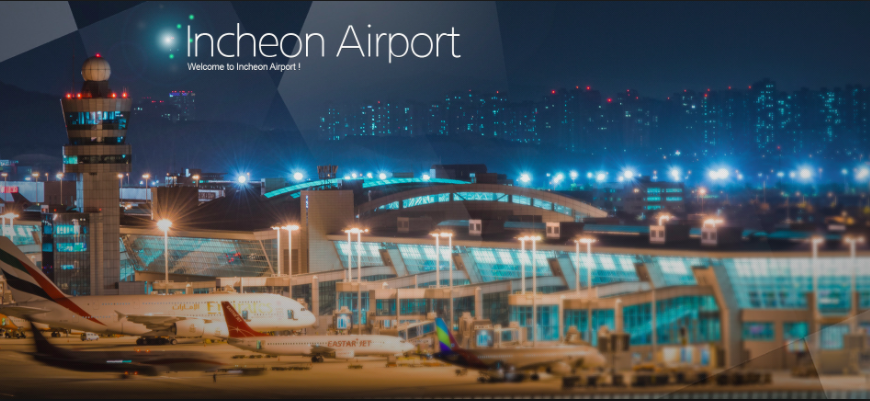 Incheon Airport
Welcome to Incheon Airport !
EASTAR JET